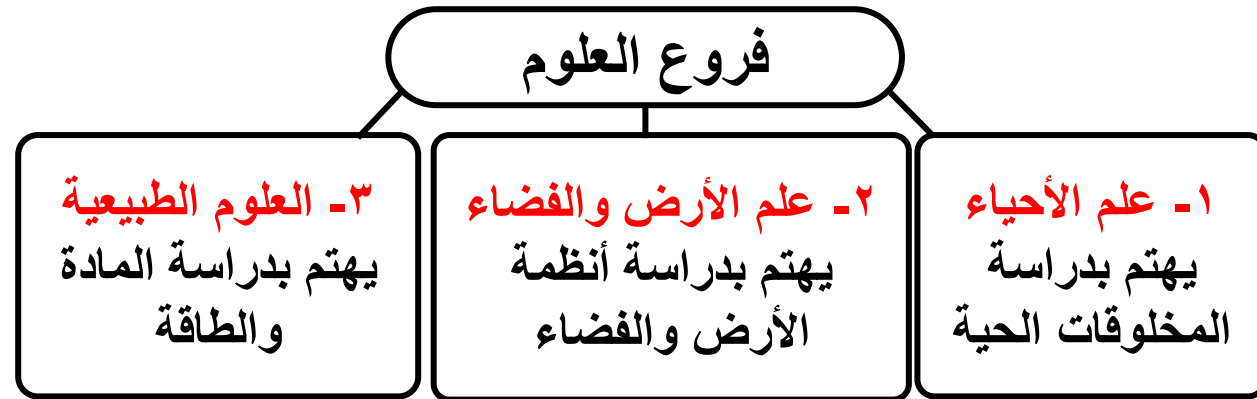 فروع العلوم
١- علم الأحياء
يهتم بدراسة
المخلوقات الحية
٢- علم الأرض والفضاء
يهتم بدراسة أنظمة
الأرض والفضاء
٣- العلوم الطبيعية
يهتم بدراسة المادة
والطاقة